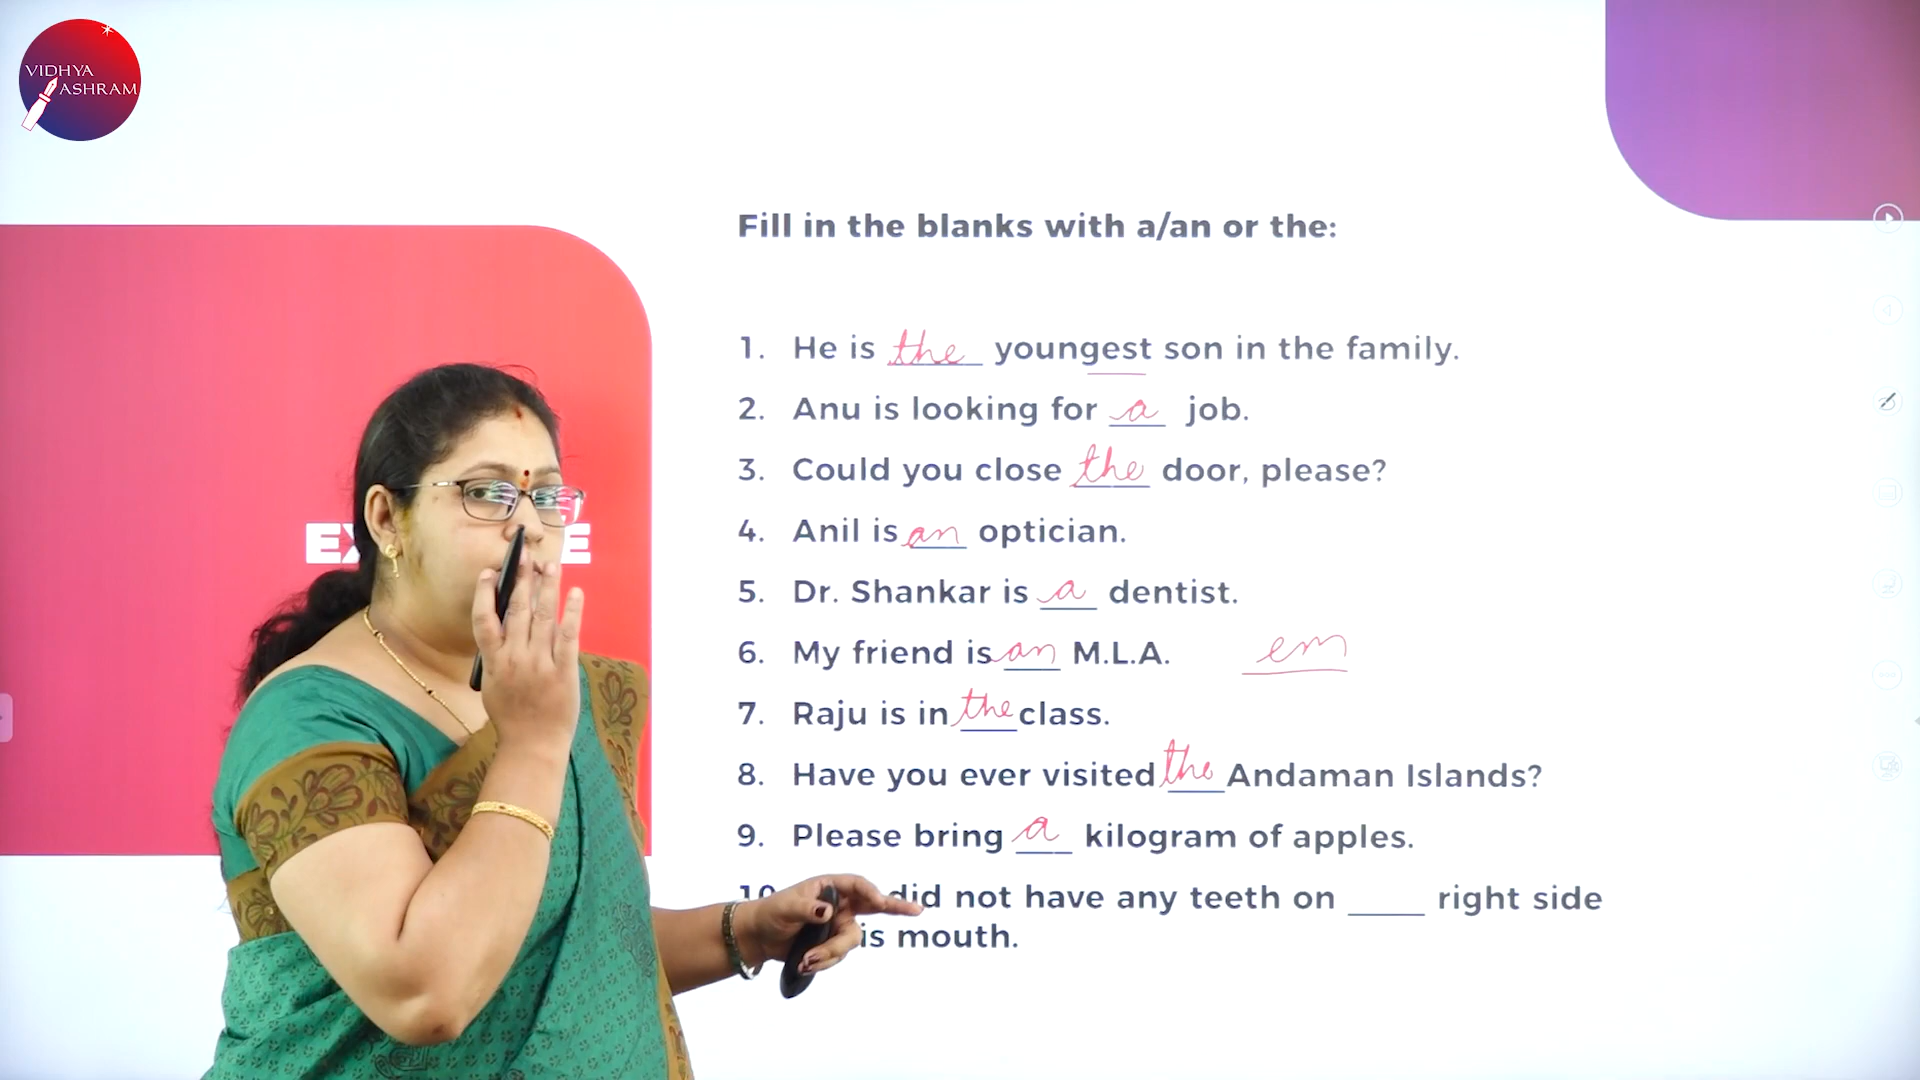 VIDHYA
ASHRAM
Fill in the blanks with a/an or the:
1. He is the youngest son in the family.
2. Anu is looking for a job.
3. Could you close the door, please?
4. Anil is an optician.
5. Dr. Shankar is a dentist.
6. My friend is an M.L.A. em
7. Raju is in the class.
8. Have you ever visited the Andaman Islands?
9. Please bring a kilogram of apples.
10. did not have any teeth on ____ right side
mouth.